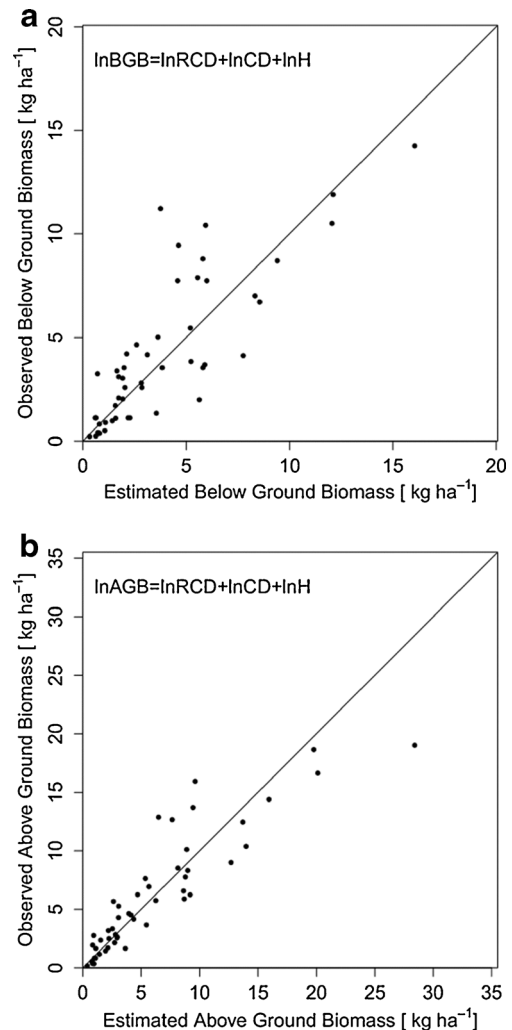 a
lnBGB=lnRCD+lnCD+lnH
Observed Below Ground Biomass [ kg ha⁻¹]
20
15
10
5
0
0 5 10 15 20
Estimated Below Ground Biomass [ kg ha⁻¹]
b
lnAGB=lnRCD+lnCD+lnH
Observed Above Ground Biomass [ kg ha⁻¹]
35
30
25
20
15
10
5
0
0 5 10 15 20 25 30 35
Estimated Above Ground Biomass [ kg ha⁻¹]